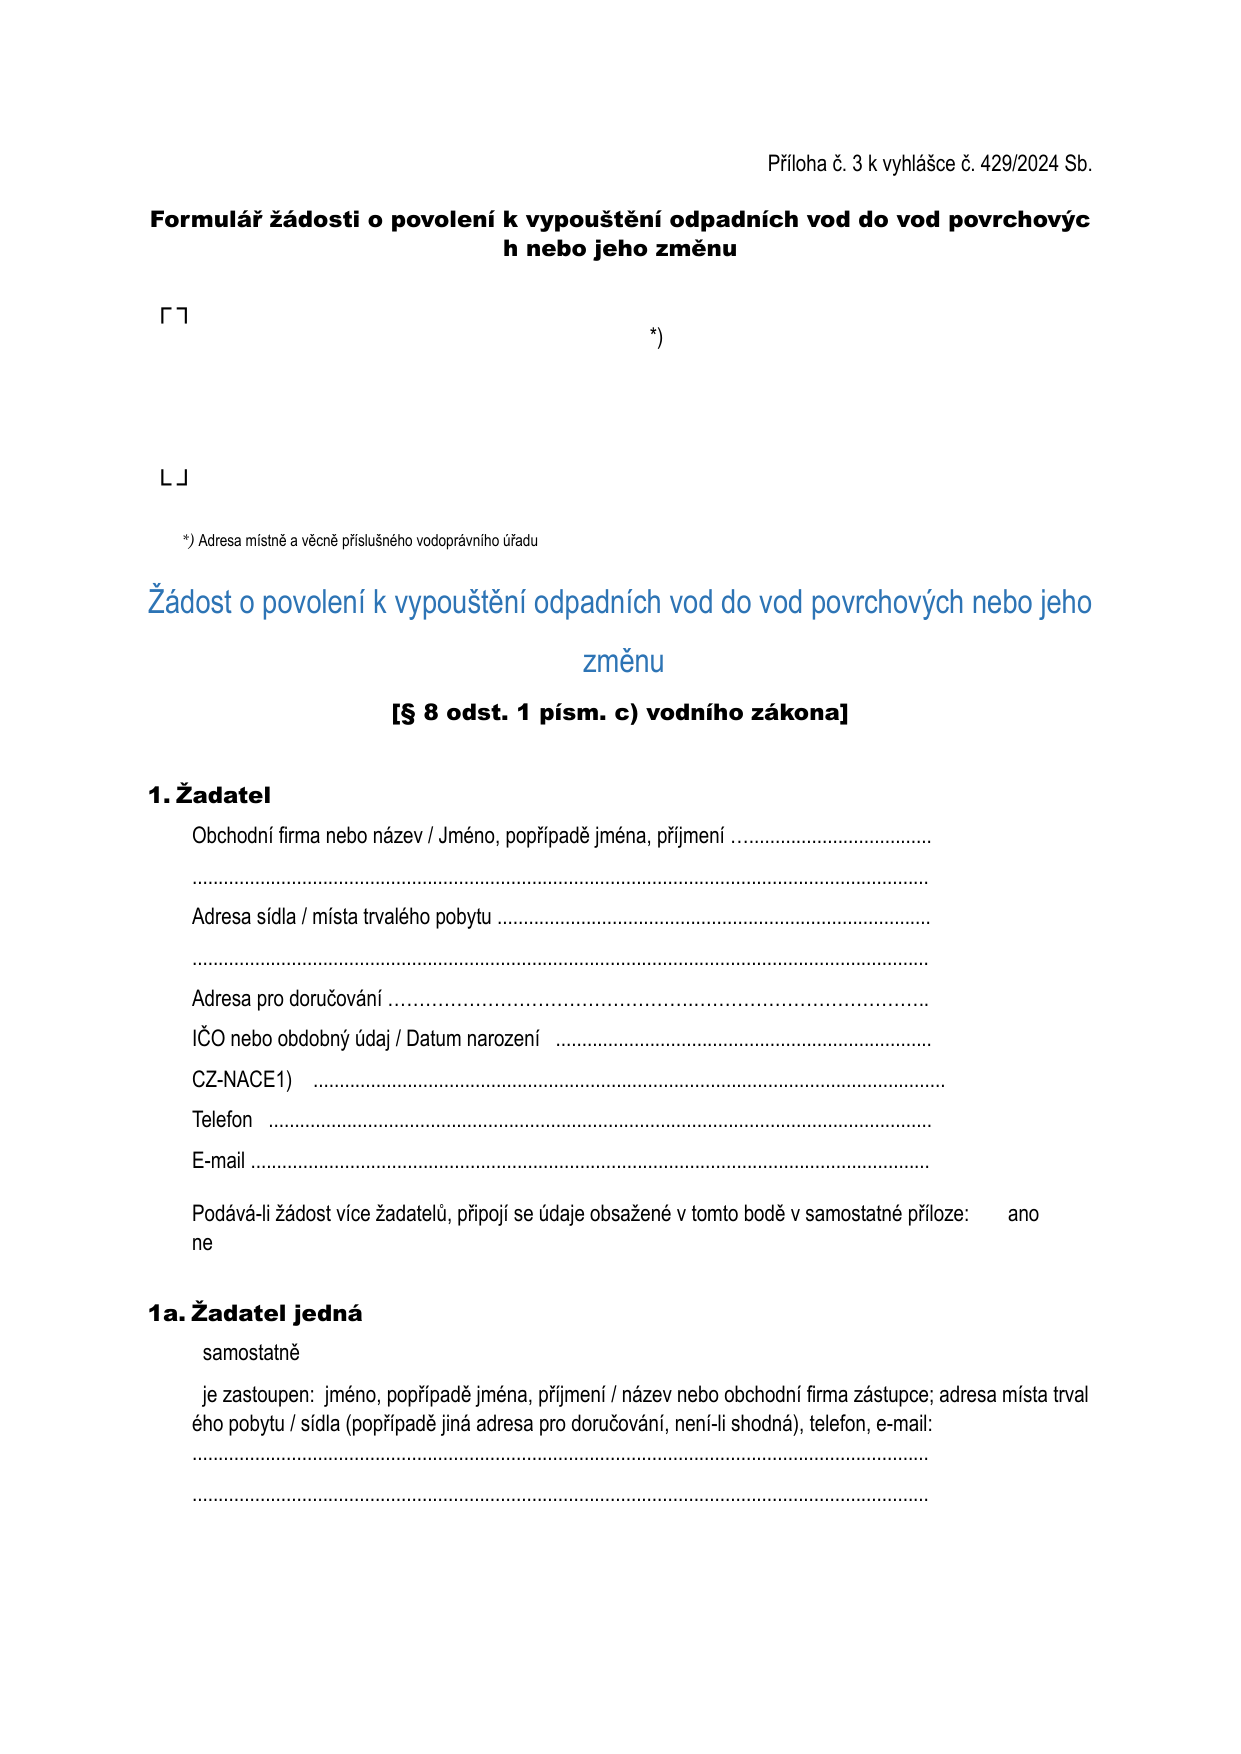 Příloha č. 3 k vyhlášce č. 429/2024 Sb.
Formulář žádosti o povolení k vypouštění odpadních vod do vod povrchovýc
h nebo jeho změnu
*)
*) Adresa místně a věcně příslušného vodoprávního úřadu
Žádost o povolení k vypouštění odpadních vod do vod povrchových nebo jeho
změnu
[§ 8 odst. 1 písm. c) vodního zákona]
1. Žadatel
Obchodní firma nebo název / Jméno, popřípadě jména, příjmení …...................................
.............................................................................................................................................
Adresa sídla / místa trvalého pobytu ...................................................................................
.............................................................................................................................................
Adresa pro doručování …………………………………………………………………………..
IČO nebo obdobný údaj / Datum narození ........................................................................
CZ-NACE1) .........................................................................................................................
Telefon ...............................................................................................................................
E-mail ..................................................................................................................................
Podává-li žádost více žadatelů, připojí se údaje obsažené v tomto bodě v samostatné příloze: ano
ne
1a. Žadatel jedná
samostatně
je zastoupen: jméno, popřípadě jména, příjmení / název nebo obchodní firma zástupce; adresa místa trval
ého pobytu / sídla (popřípadě jiná adresa pro doručování, není-li shodná), telefon, e-mail:
.............................................................................................................................................
.............................................................................................................................................